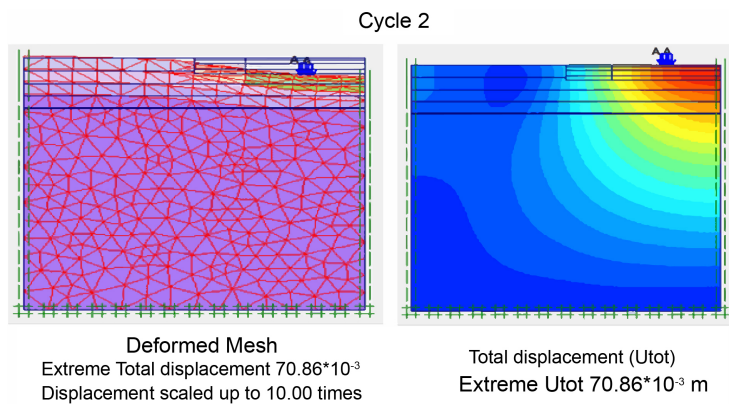 Cycle 2
A A
A A
Deformed Mesh
Extreme Total displacement 70.86*10⁻³
Displacement scaled up to 10.00 times
Total displacement (Utot)
Extreme Utot 70.86*10⁻³ m